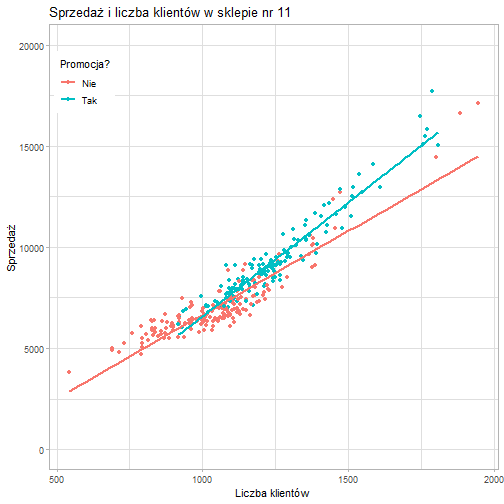 Sprzedaż i liczba klientów w sklepie nr 11
20000
Promocja?
Nie
Tak
15000
10000
Sprzedaż
5000
0
500 1000 1500 2000
Liczba klientów